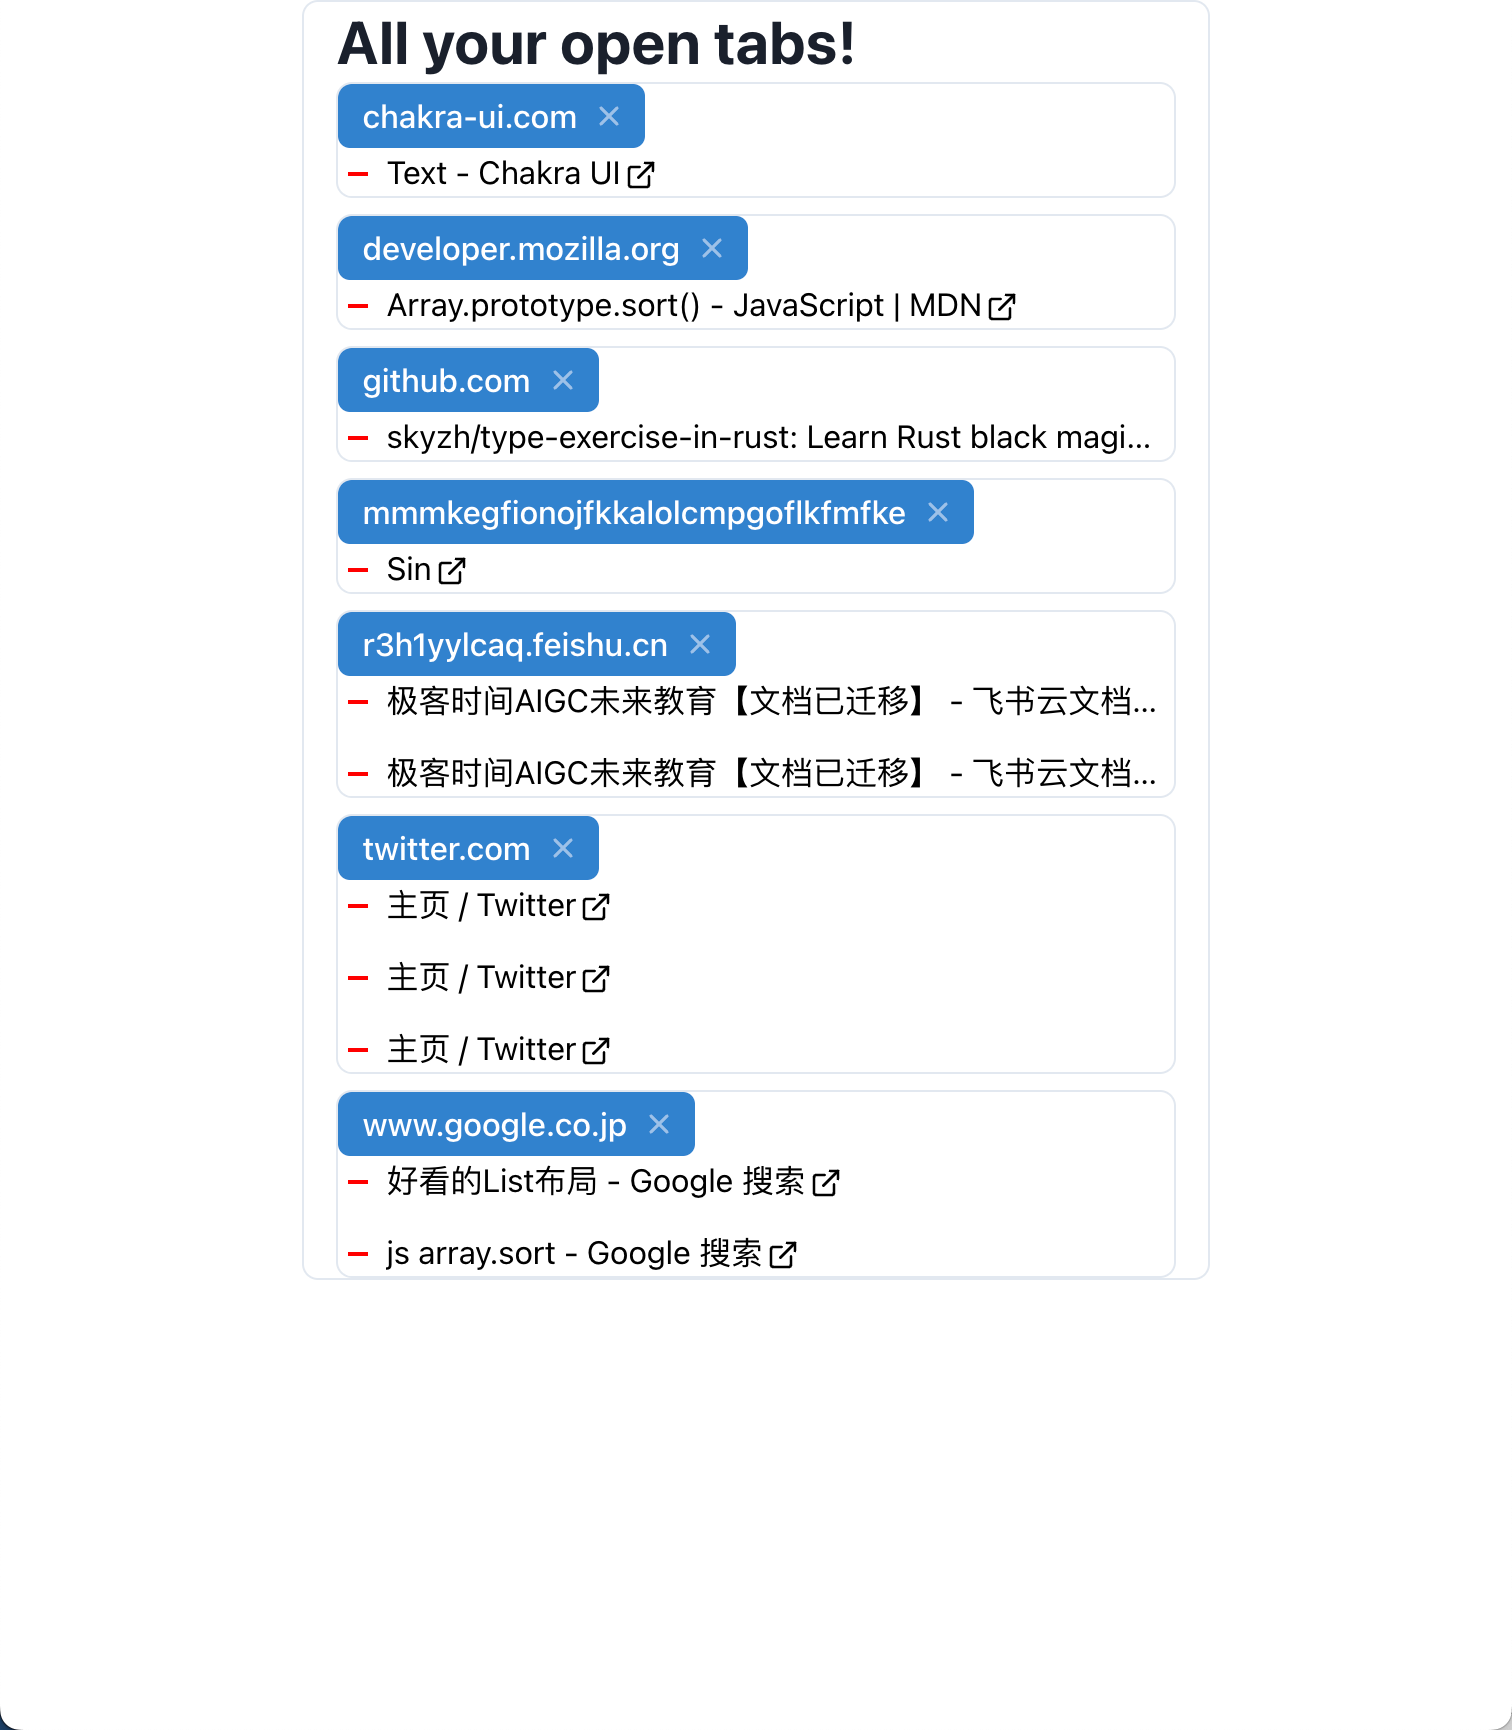 All your open tabs!
chakra-ui.com
Text - Chakra UI
developer.mozilla.org
Array.prototype.sort() - JavaScript | MDN
github.com
skyzh/type-exercise-in-rust: Learn Rust black magi...
mmmkegfionojfkkalolcmpgoflkfmfke
Sin
r3h1yylcaq.feishu.cn
极客时间AIGC未来教育【文档已迁移】 - 飞书云文档...
极客时间AIGC未来教育【文档已迁移】 - 飞书云文档...
twitter.com
主页 / Twitter
主页 / Twitter
主页 / Twitter
www.google.co.jp
好看的List布局 - Google 搜索
js array.sort - Google 搜索